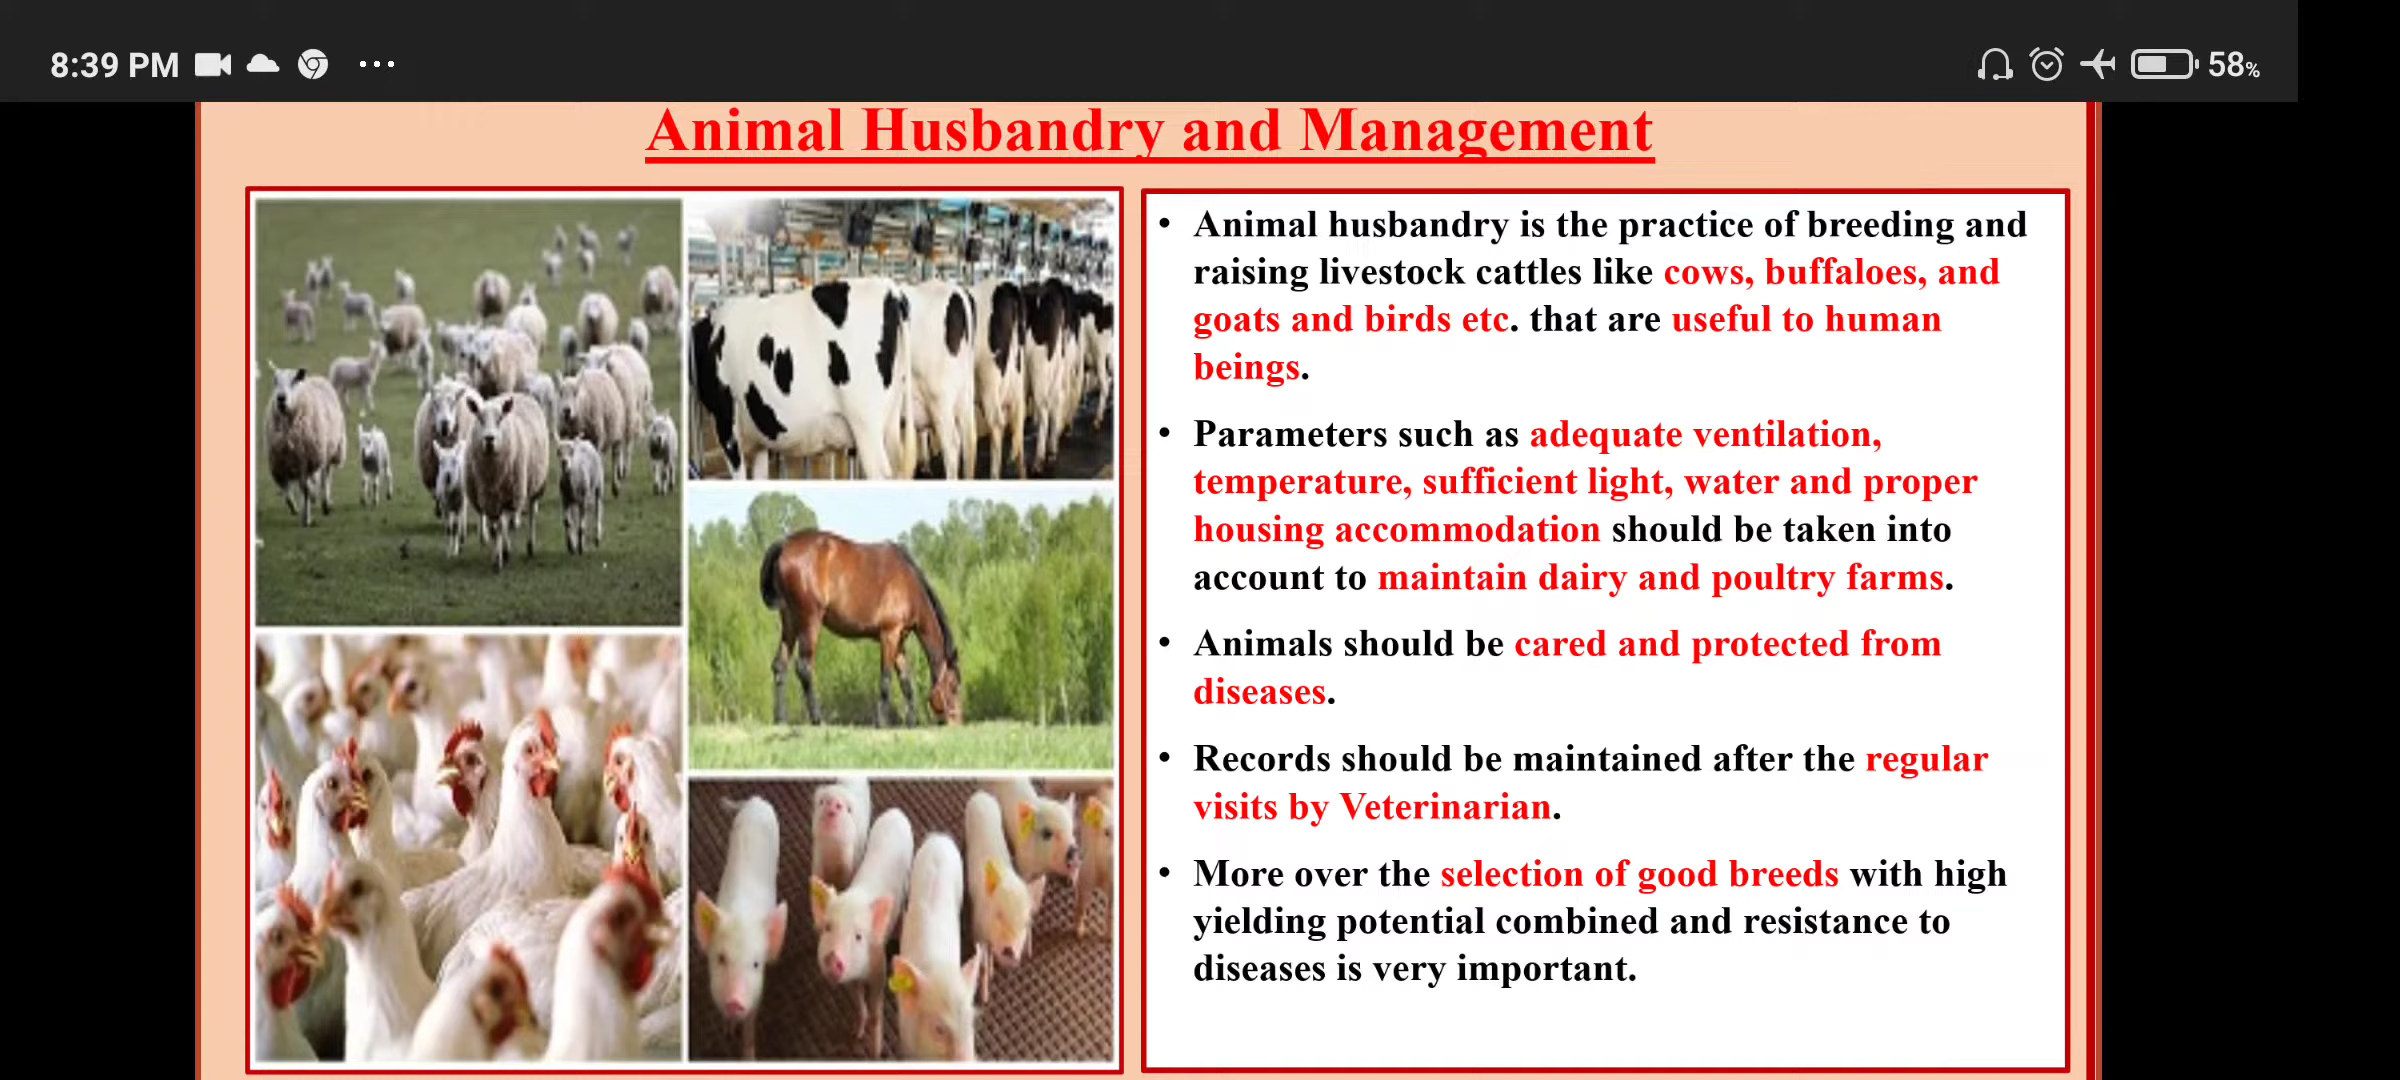 8:39 PM
58%
Animal Husbandry and Management
• Animal husbandry is the practice of breeding and
raising livestock cattles like cows, buffaloes, and
goats and birds etc. that are useful to human
beings.
• Parameters such as adequate ventilation,
temperature, sufficient light, water and proper
housing accommodation should be taken into
account to maintain dairy and poultry farms.
• Animals should be cared and protected from
diseases.
• Records should be maintained after the regular
visits by Veterinarian.
• More over the selection of good breeds with high
yielding potential combined and resistance to
diseases is very important.